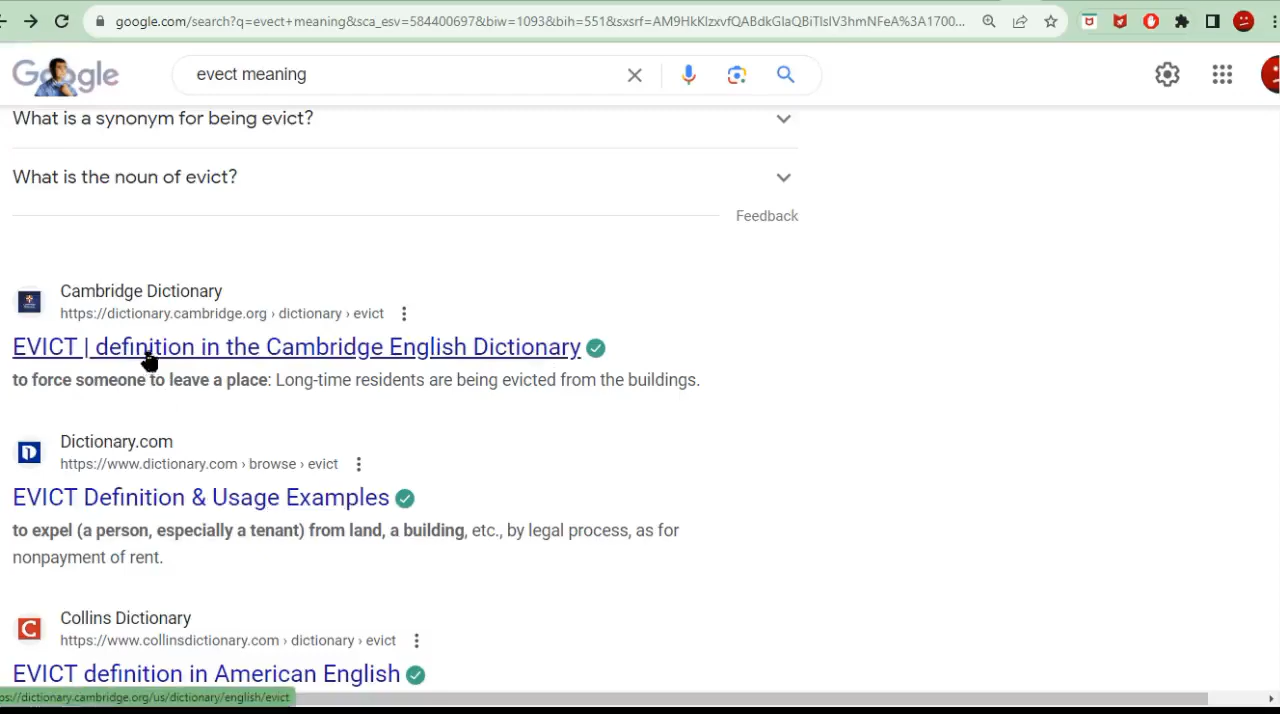 google.com/search?q=evect+meaning&sca_esv=584400697&biw=1093&bih=551&sxsrf=AM9HkKlzxvfQABdkGlaQBiTlslV3hmNFeA%3A1700...
Google
evect meaning
What is a synonym for being evict?
What is the noun of evict?
Feedback
Cambridge Dictionary
https://dictionary.cambridge.org › dictionary › evict
EVICT | definition in the Cambridge English Dictionary
to force someone to leave a place: Long-time residents are being evicted from the buildings.
Dictionary.com
https://www.dictionary.com › browse › evict
EVICT Definition & Usage Examples
to expel (a person, especially a tenant) from land, a building, etc., by legal process, as for
nonpayment of rent.
Collins Dictionary
https://www.collinsdictionary.com › dictionary › evict
EVICT definition in American English
ps://dictionary.cambridge.org/us/dictionary/english/evict